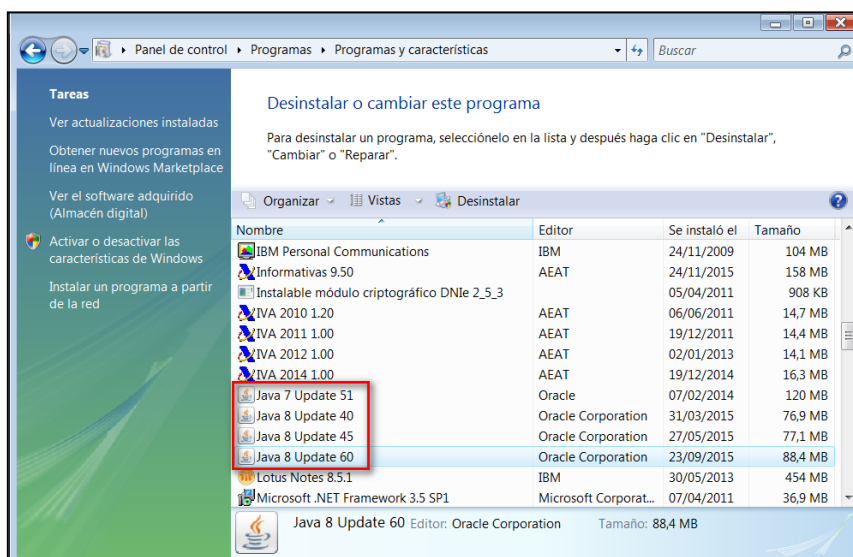 Panel de control ▸ Programas ▸ Programas y características
Buscar
Tareas
Ver actualizaciones instaladas
Obtener nuevos programas en
línea en Windows Marketplace
Ver el software adquirido
(Almacén digital)
Activar o desactivar las
características de Windows
Instalar un programa a partir
de la red
Desinstalar o cambiar este programa
Para desinstalar un programa, selecciónelo en la lista y después haga clic en "Desinstalar",
"Cambiar" o "Reparar".
Organizar Vistas Desinstalar
Nombre Editor Se instaló el Tamaño
IBM Personal Communications IBM 24/11/2009 104 MB
Informativas 9.50 AEAT 24/11/2015 158 MB
Instalable módulo criptográfico DNIe 2_5_3 05/04/2011 908 KB
IVA 2010 1.20 AEAT 06/06/2011 14,7 MB
IVA 2011 1.00 AEAT 19/12/2011 14,4 MB
IVA 2012 1.00 AEAT 02/01/2013 14,1 MB
IVA 2014 1.00 AEAT 19/12/2014 16,3 MB
Java 7 Update 51 Oracle 07/02/2014 120 MB
Java 8 Update 40 Oracle Corporation 31/03/2015 76,9 MB
Java 8 Update 45 Oracle Corporation 27/05/2015 77,1 MB
Java 8 Update 60 Oracle Corporation 23/09/2015 88,4 MB
Lotus Notes 8.5.1 IBM 30/05/2013 454 MB
Microsoft .NET Framework 3.5 SP1 Microsoft Corporat... 07/04/2011 36,9 MB
Java 8 Update 60 Editor: Oracle Corporation Tamaño: 88,4 MB